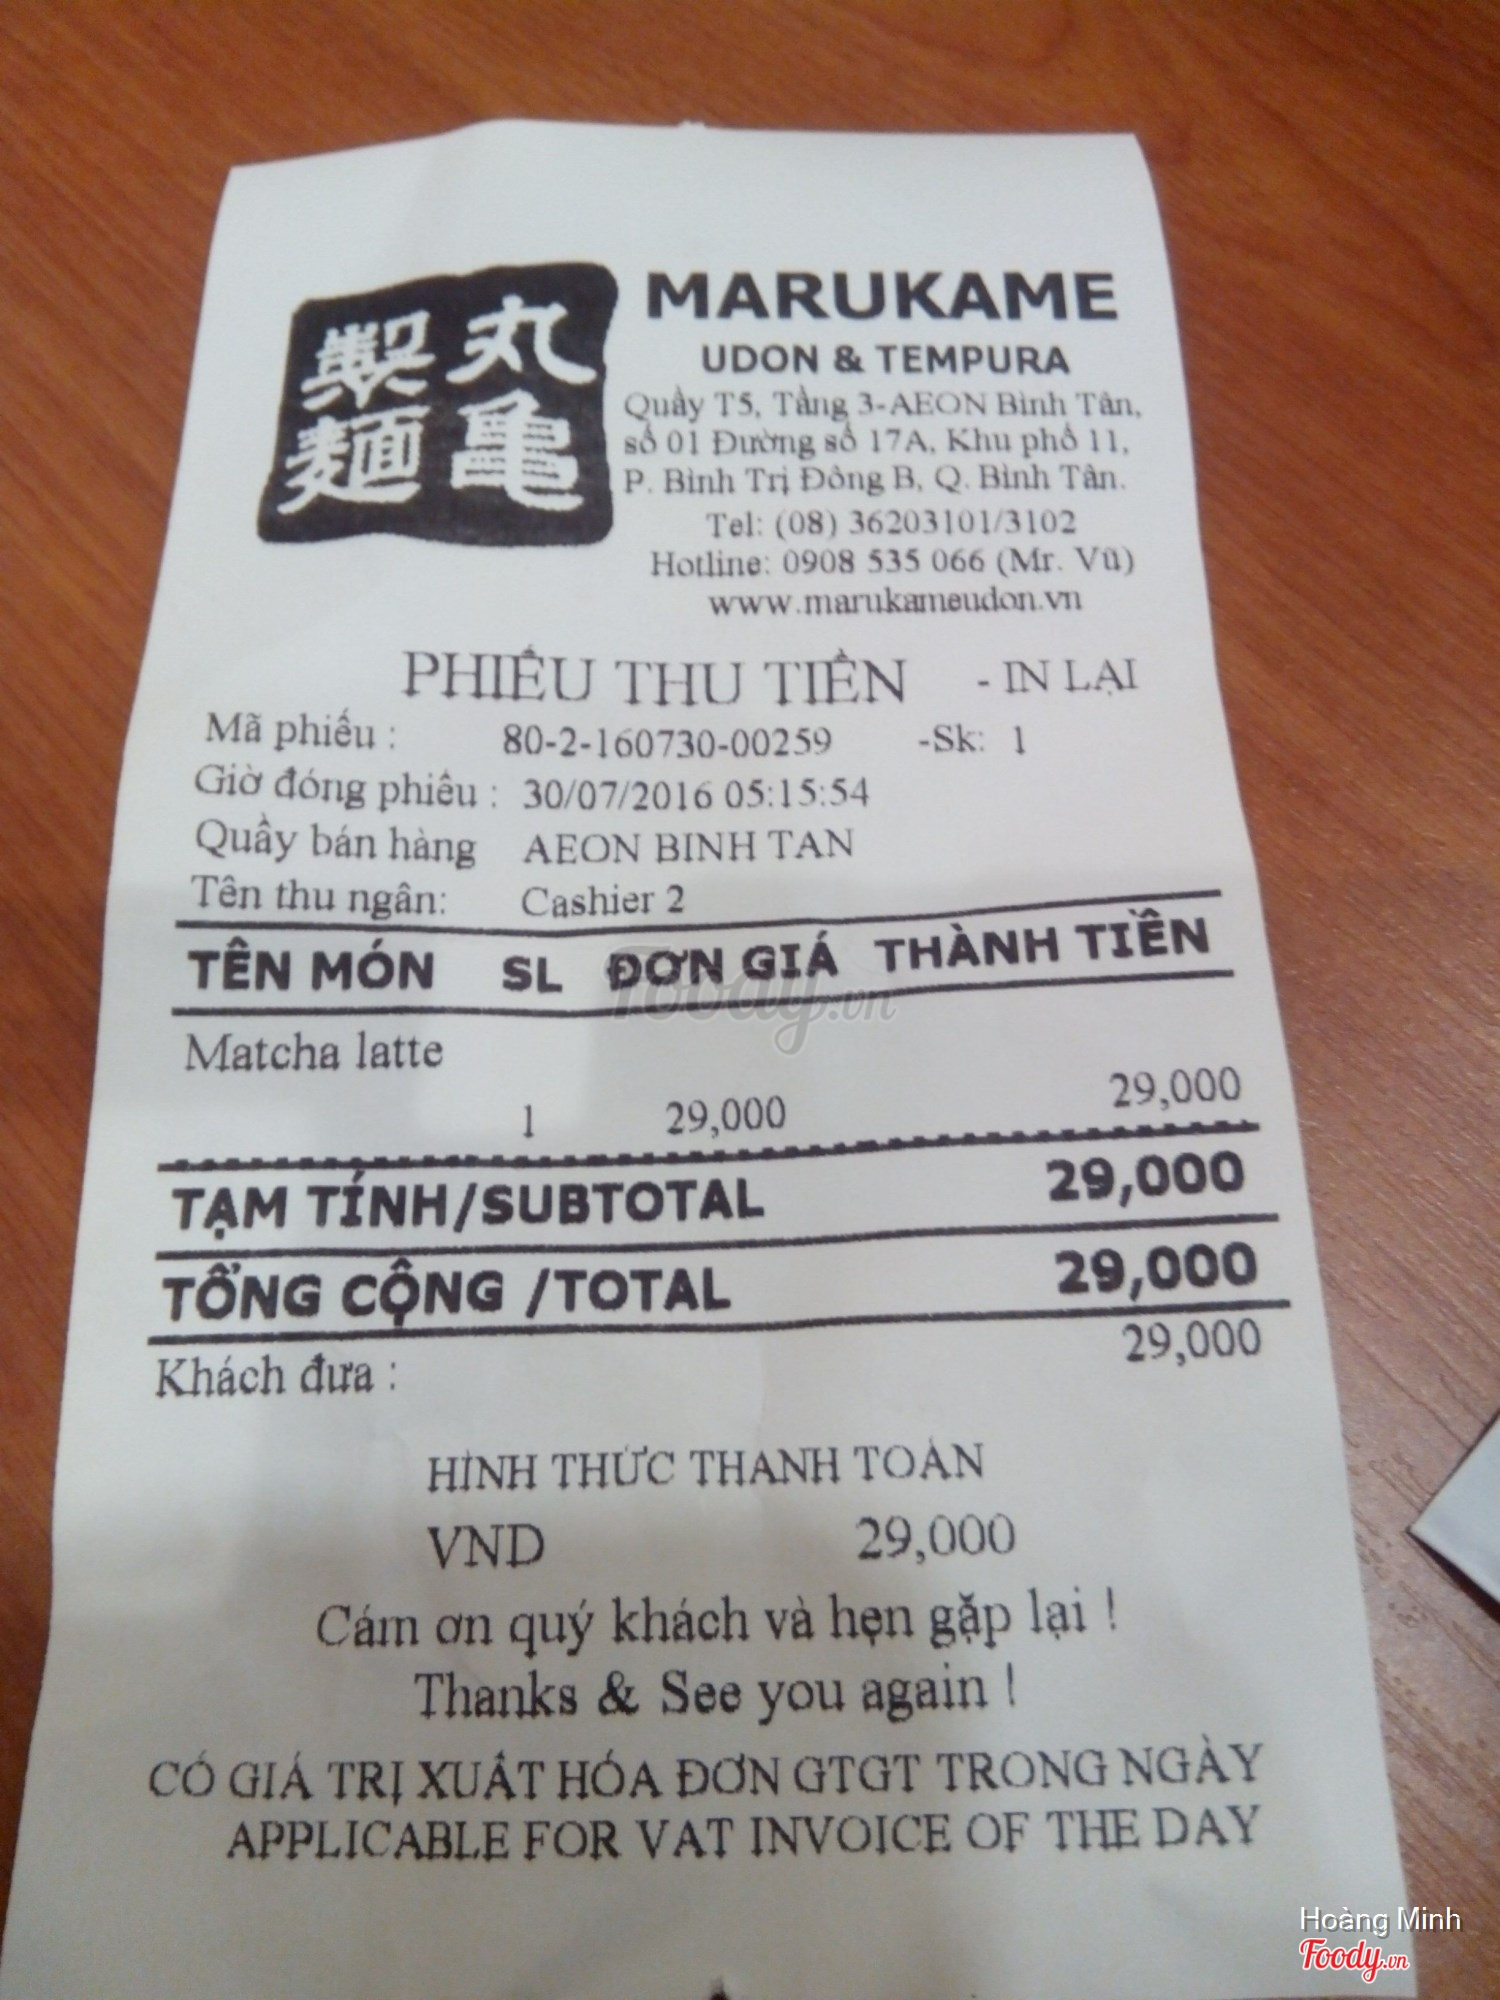 製 丸
麺 亀
MARUKAME
UDON & TEMPURA
Quầy T5, Tầng 3-AEON Bình Tân,
số 01 Đường số 17A, Khu phố 11,
P. Bình Trị Đông B, Q. Bình Tân.
Tel: (08) 36203101/3102
Hotline: 0908 535 066 (Mr. Vũ)
www.marukameudon.vn
PHIẾU THU TIỀN - IN LẠI
Mã phiếu : 80-2-160730-00259 -Sk: 1
Giờ đóng phiếu : 30/07/2016 05:15:54
Quầy bán hàng AEON BINH TAN
Tên thu ngân: Cashier 2
TÊN MÓN SL ĐƠN GIÁ THÀNH TIỀN
Foody.vn
Matcha latte
1 29,000 29,000
TẠM TÍNH/SUBTOTAL 29,000
TỔNG CỘNG /TOTAL 29,000
Khách đưa : 29,000
HÌNH THỨC THANH TOÁN
VND 29,000
Cám ơn quý khách và hẹn gặp lại !
Thanks & See you again !
CÓ GIÁ TRỊ XUẤT HÓA ĐƠN GTGT TRONG NGÀY
APPLICABLE FOR VAT INVOICE OF THE DAY
Hoàng Minh
Foody.vn